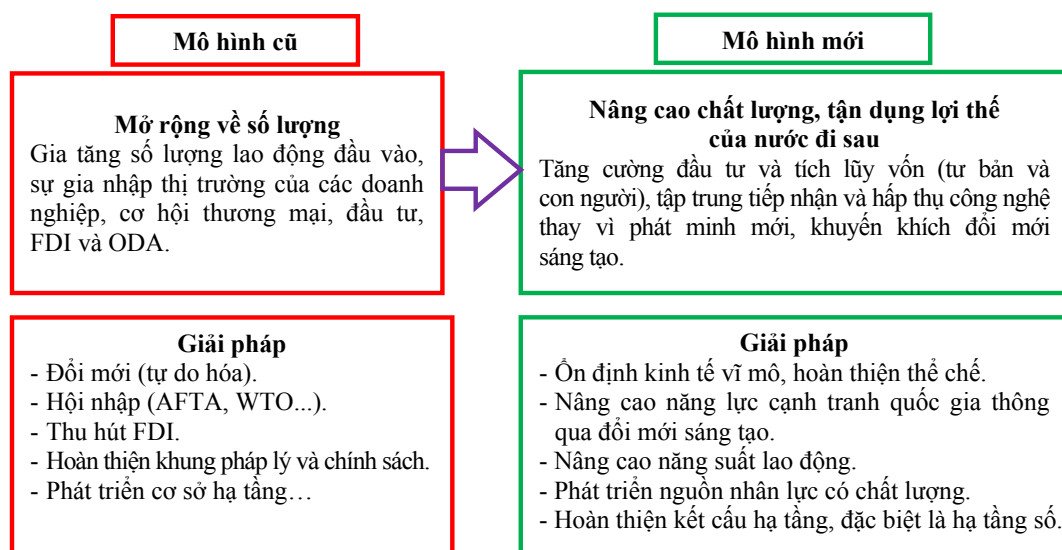 Mô hình cũ
Mở rộng về số lượng
Gia tăng số lượng lao động đầu vào,
sự gia nhập thị trường của các doanh
nghiệp, cơ hội thương mại, đầu tư,
FDI và ODA.
Giải pháp
- Đổi mới (tự do hóa).
- Hội nhập (AFTA, WTO...).
- Thu hút FDI.
- Hoàn thiện khung pháp lý và chính sách.
- Phát triển cơ sở hạ tầng…
Mô hình mới
Nâng cao chất lượng, tận dụng lợi thế
của nước đi sau
Tăng cường đầu tư và tích lũy vốn (tư bản và
con người), tập trung tiếp nhận và hấp thụ công nghệ
thay vì phát minh mới, khuyến khích đổi mới
sáng tạo.
Giải pháp
- Ổn định kinh tế vĩ mô, hoàn thiện thể chế.
- Nâng cao năng lực cạnh tranh quốc gia thông
qua đổi mới sáng tạo.
- Nâng cao năng suất lao động.
- Phát triển nguồn nhân lực có chất lượng.
- Hoàn thiện kết cấu hạ tầng, đặc biệt là hạ tầng số.